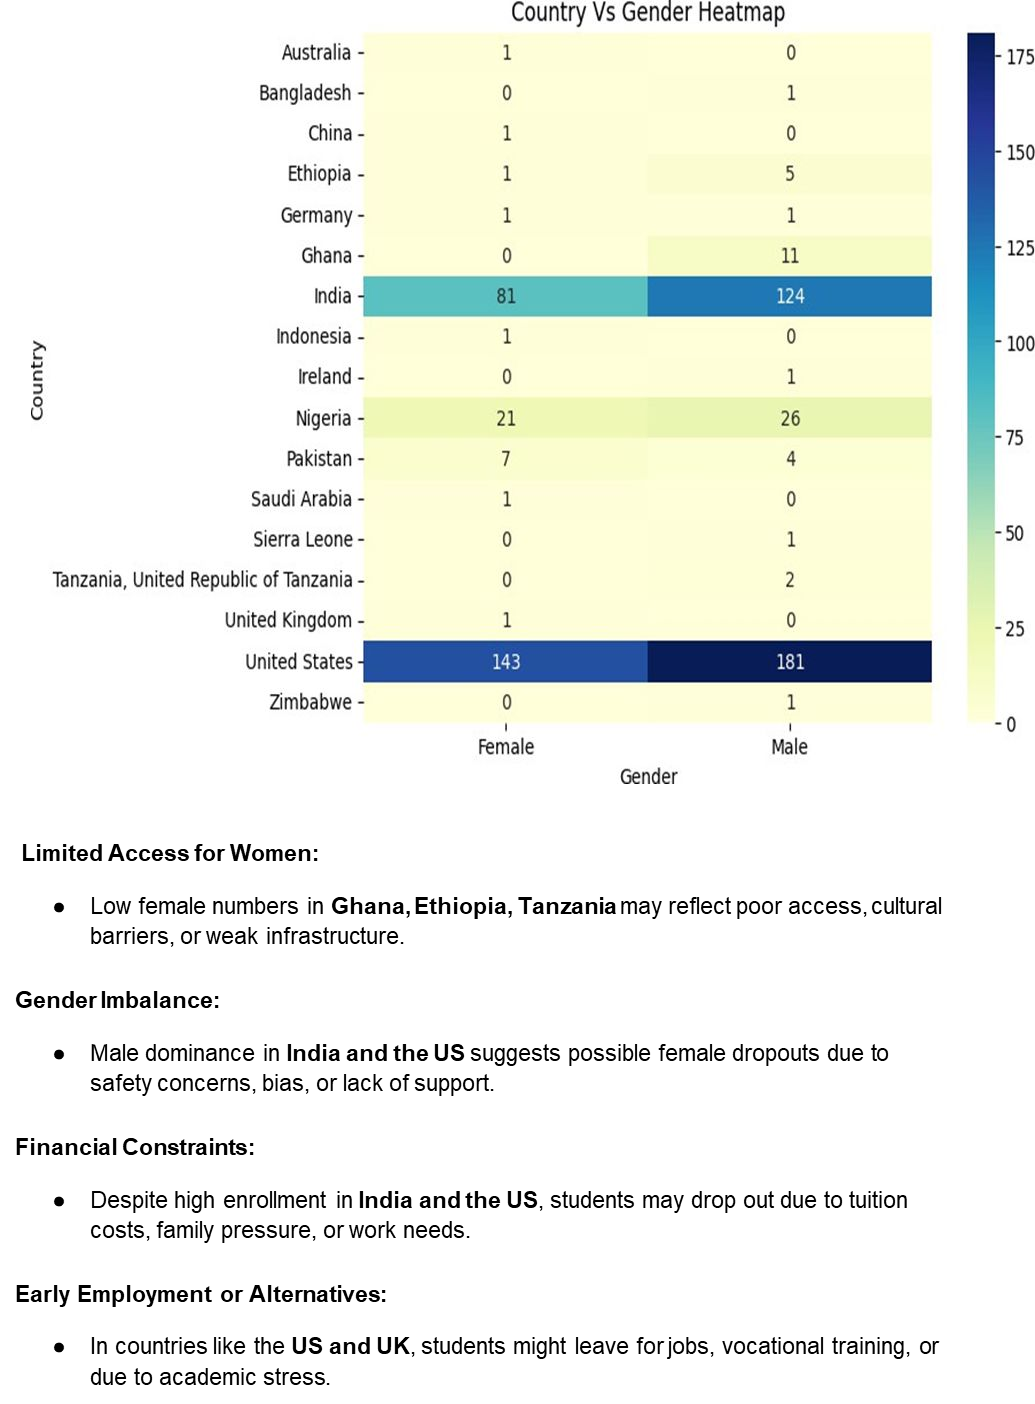 Country Vs Gender Heatmap
Australia 1 0
Bangladesh 0 1
China 1 0
Ethiopia 1 5
Germany 1 1
Ghana 0 11
India 81 124
Indonesia 1 0
Ireland 0 1
Nigeria 21 26
Pakistan 7 4
Saudi Arabia 1 0
Sierra Leone 0 1
Tanzania, United Republic of Tanzania 0 2
United Kingdom 1 0
United States 143 181
Zimbabwe 0 1
Country
Female Male
Gender
175
150
125
100
75
50
25
0
Limited Access for Women:
● Low female numbers in Ghana, Ethiopia, Tanzania may reflect poor access, cultural
barriers, or weak infrastructure.
Gender Imbalance:
● Male dominance in India and the US suggests possible female dropouts due to
safety concerns, bias, or lack of support.
Financial Constraints:
● Despite high enrollment in India and the US, students may drop out due to tuition
costs, family pressure, or work needs.
Early Employment or Alternatives:
● In countries like the US and UK, students might leave for jobs, vocational training, or
due to academic stress.